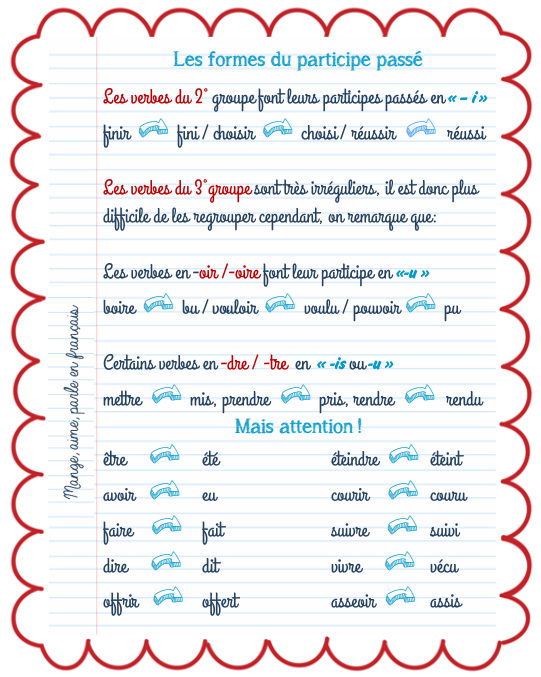 Les formes du participe passé
Les verbes du 2° groupe font leurs participes passés en « – i »
finir fini / choisir choisi / réussir réussi
Les verbes du 3° groupe sont très irréguliers, il est donc plus
difficile de les regrouper cependant, on remarque que:
Les verbes en -oir /-oire font leur participe en «-u »
boire bu / vouloir voulu / pouvoir pu
Certains verbes en -dre / -tre en « -is ou -u »
mettre mis, prendre pris, rendre rendu
Mais attention !
être été éteindre éteint
avoir eu courir couru
faire fait suivre suivi
dire dit vivre vécu
offrir offert asseoir assis
Mange, aime, parle en français